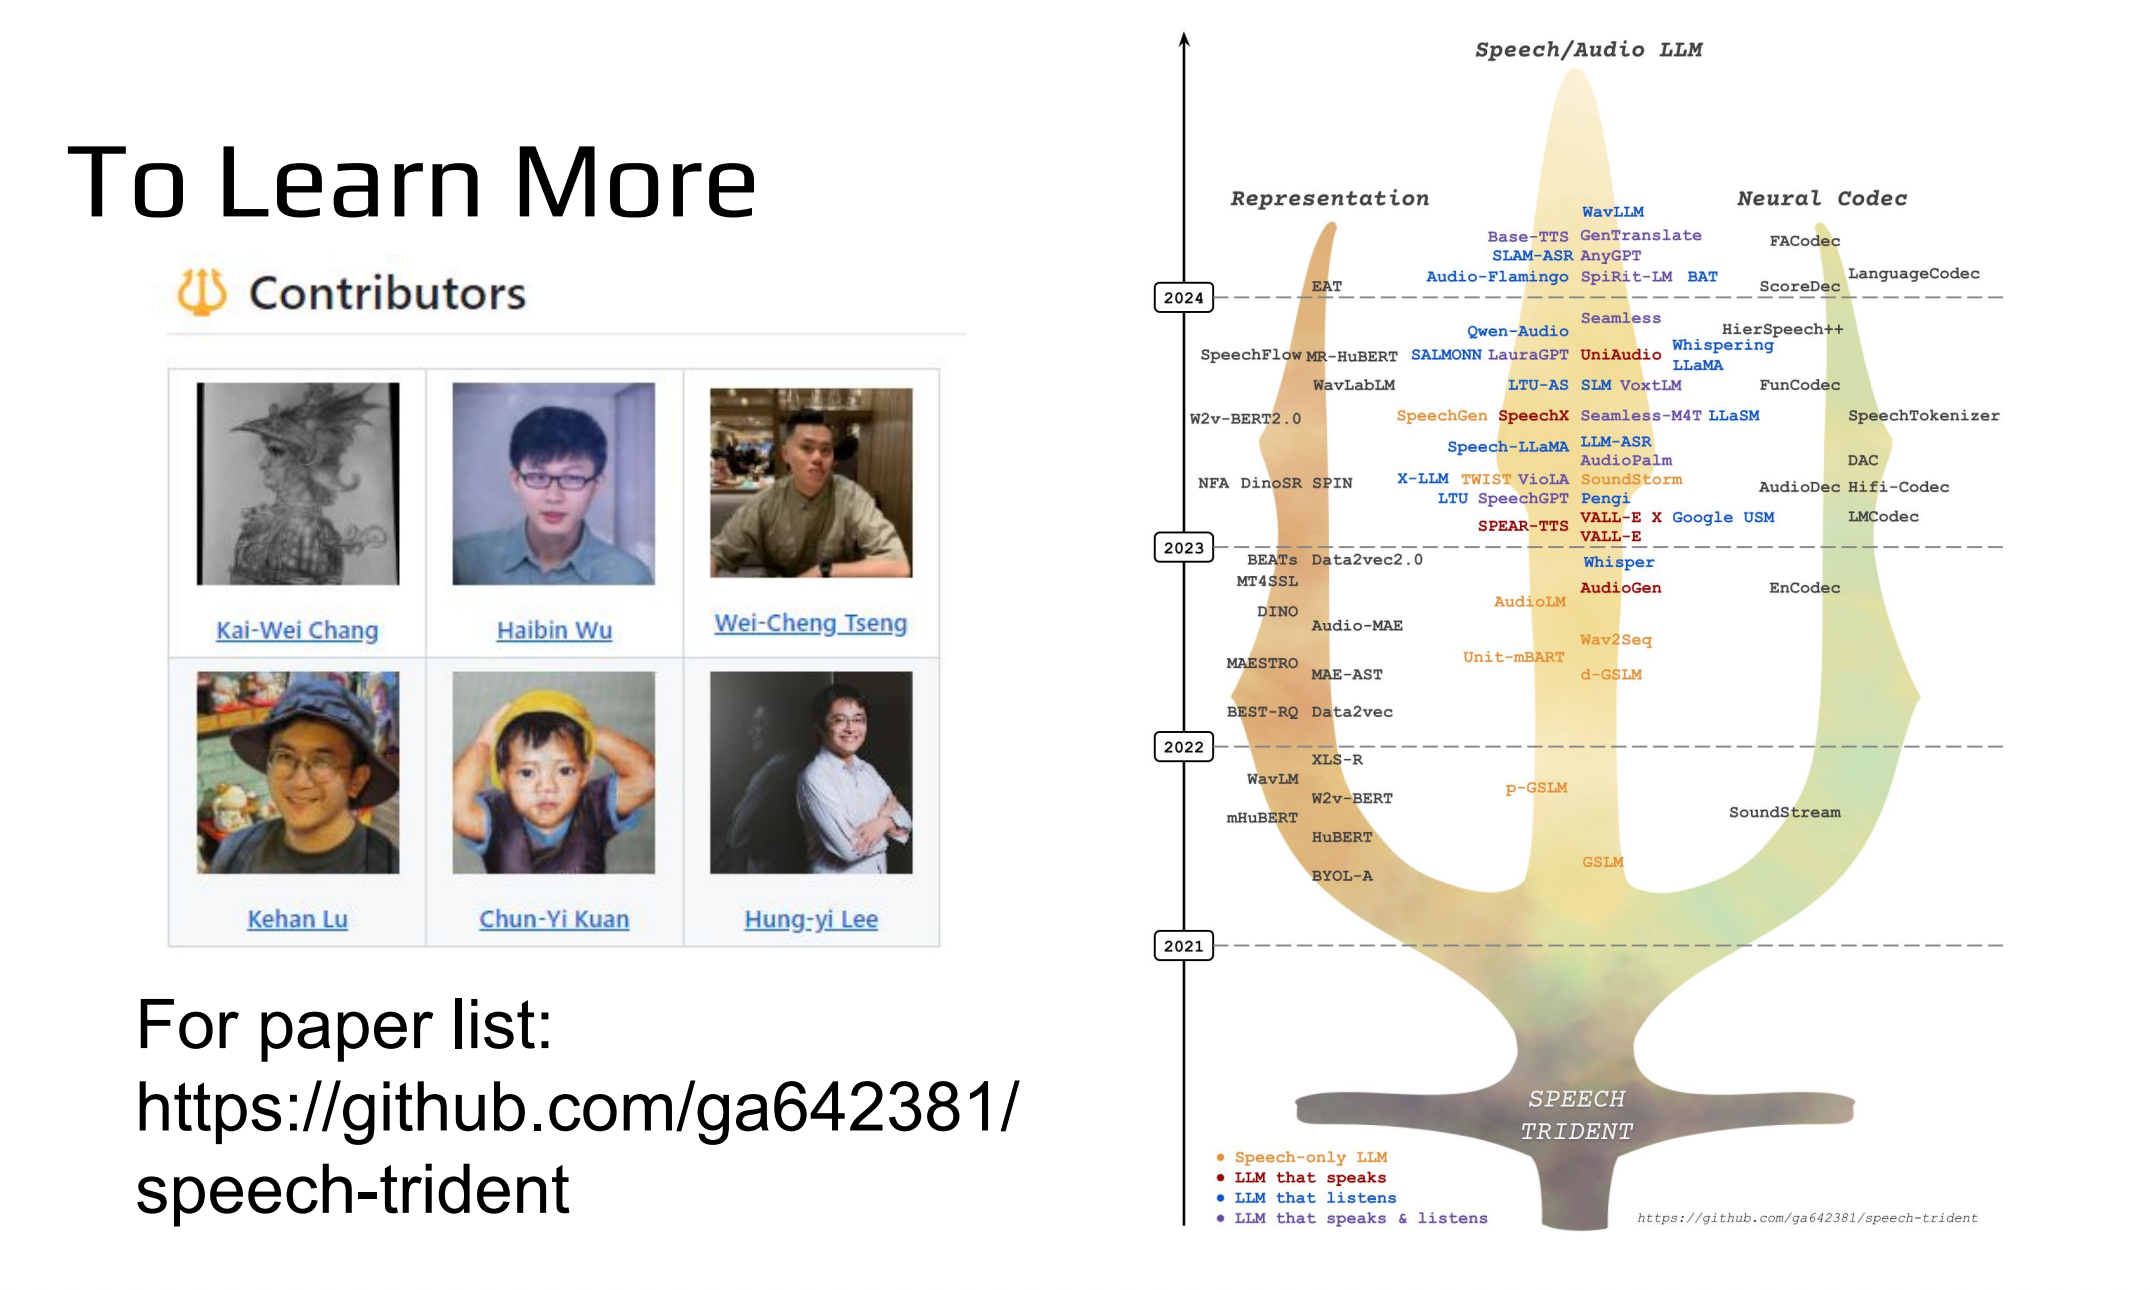 To Learn More
Contributors
Kai-Wei Chang
Haibin Wu
Wei-Cheng Tseng
Kehan Lu
Chun-Yi Kuan
Hung-yi Lee
For paper list:
https://github.com/ga642381/
speech-trident
Speech/Audio LLM
Representation
Neural Codec
WavLLM
Base-TTS GenTranslate
FACodec
SLAM-ASR AnyGPT
Audio-Flamingo SpiRit-LM BAT
LanguageCodec
EAT
ScoreDec
2024
Seamless
Qwen-Audio
HierSpeech++
SpeechFlow MR-HuBERT SALMONN LauraGPT UniAudio
Whispering
LLaMA
WavLabLM LTU-AS SLM VoxtLM FunCodec
W2v-BERT2.0 SpeechGen SpeechX Seamless-M4T LLaSM SpeechTokenizer
Speech-LLaMA LLM-ASR
AudioPalm DAC
NFA DinoSR SPIN X-LLM TWIST VioLA SoundStorm AudioDec Hifi-Codec
LTU SpeechGPT Pengi
SPEAR-TTS VALL-E X Google USM LMCodec
VALL-E
2023
BEATs Data2vec2.0 Whisper
MT4SSL
AudioGen EnCodec
DINO AudioLM
Audio-MAE
Wav2Seq
MAESTRO Unit-mBART
MAE-AST d-GSLM
BEST-RQ Data2vec
2022
XLS-R
WavLM
W2v-BERT p-GSLM
mHuBERT SoundStream
HuBERT
GSLM
BYOL-A
2021
SPEECH
TRIDENT
Speech-only LLM
LLM that speaks
LLM that listens
LLM that speaks & listens
https://github.com/ga642381/speech-trident